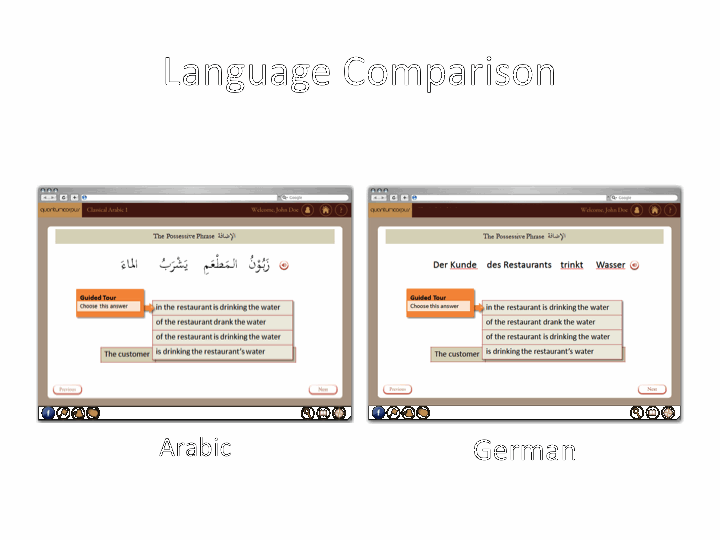 Language Comparison
Classical Arabic 1
Welcome, John Doe
Google
The Possessive Phrase الإضافة
زَبُوْنُ المَطْعَمِ يَشْرَبُ الماءَ
Guided Tour
Choose this answer
in the restaurant is drinking the water
of the restaurant drank the water
of the restaurant is drinking the water
The customer is drinking the restaurant's water
Previous
Next
Arabic
Welcome, John Doe
Google
The Possessive Phrase الإضافة
Der Kunde des Restaurants trinkt Wasser
Guided Tour
Choose this answer
in the restaurant is drinking the water
of the restaurant drank the water
of the restaurant is drinking the water
The customer is drinking the restaurant's water
Previous
Next
German